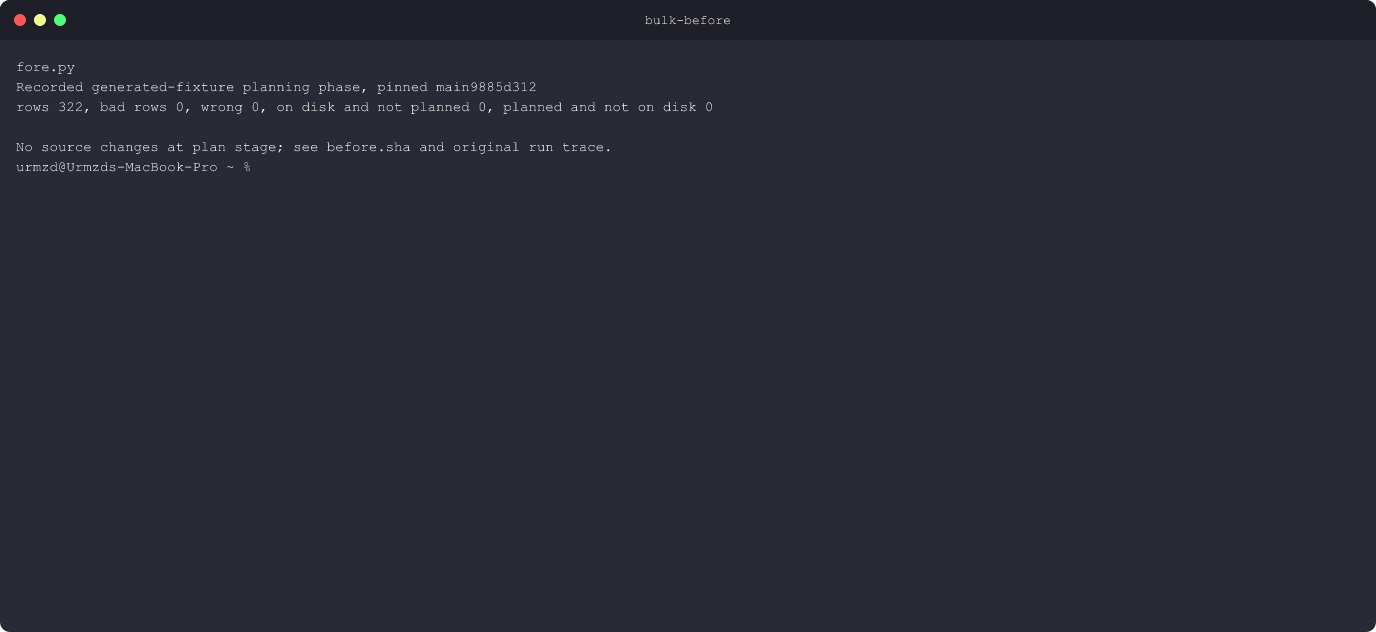 bulk-before
fore.py
Recorded generated-fixture planning phase, pinned main9885d312
rows 322, bad rows 0, wrong 0, on disk and not planned 0, planned and not on disk 0
No source changes at plan stage; see before.sha and original run trace.
urmzd@Urmzds-MacBook-Pro ~ %